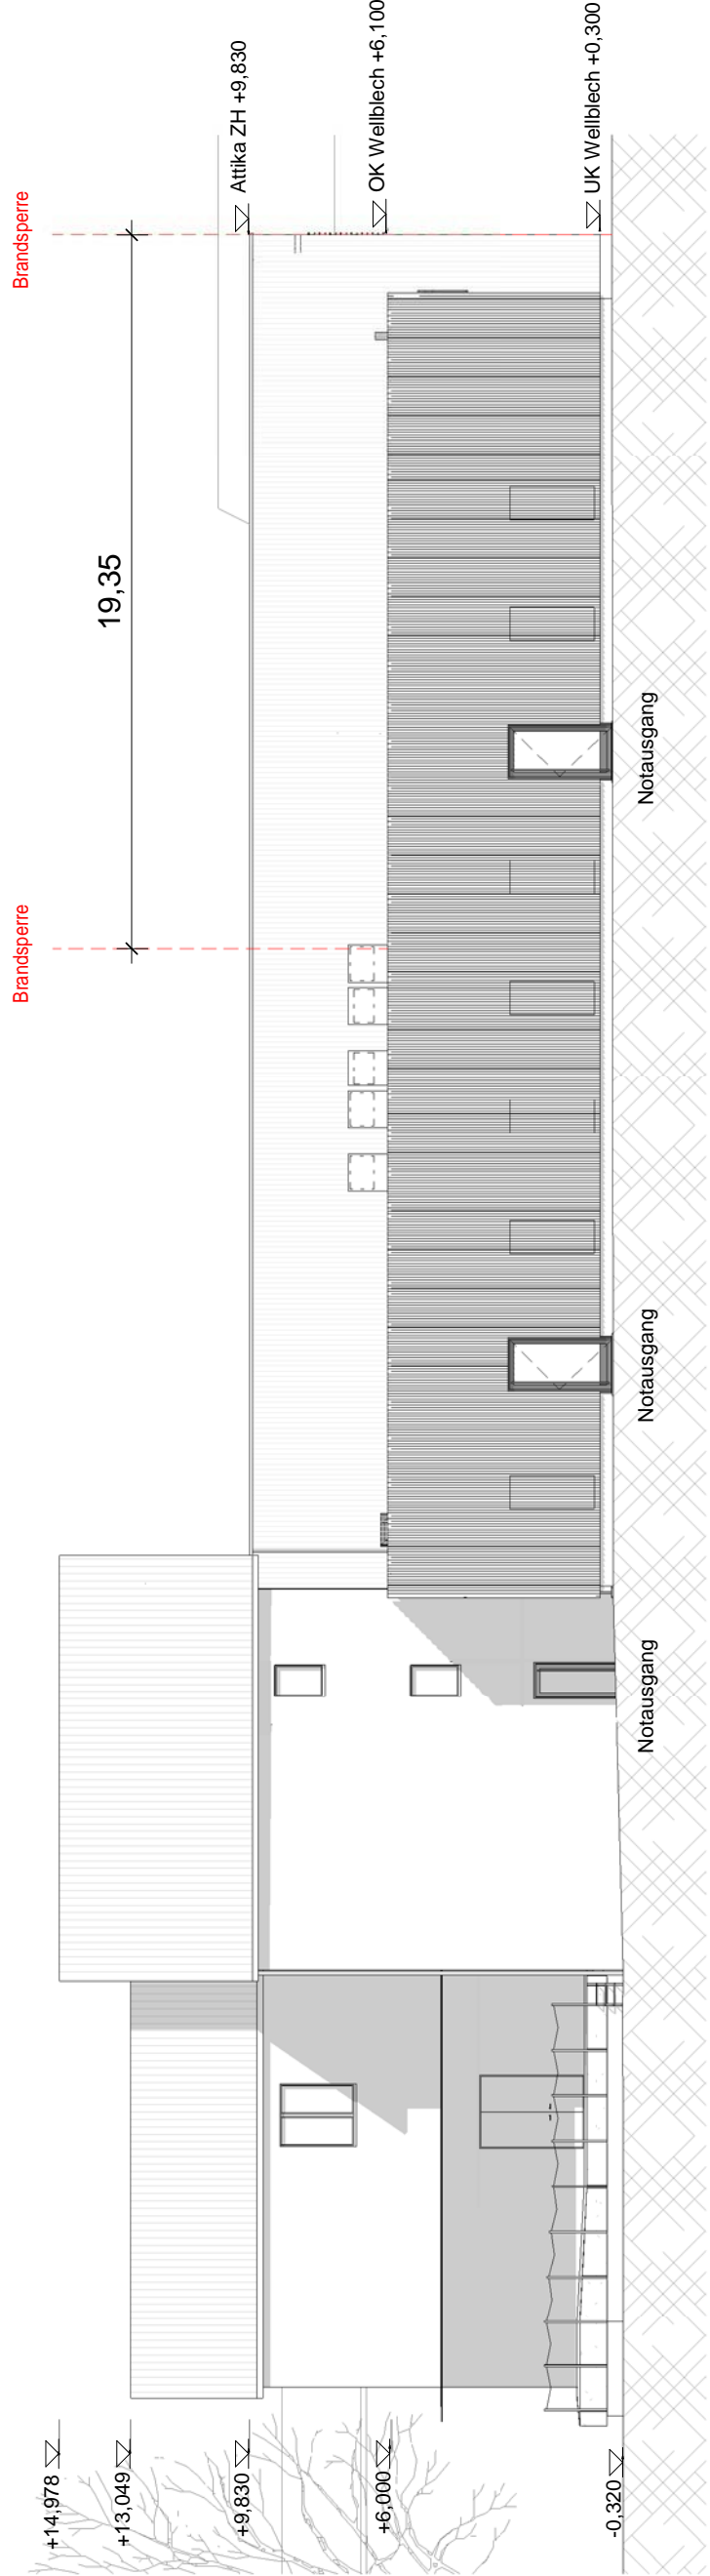 +14,978
+13,049
+9,830
+6,000
-0,320
Brandsperre
Brandsperre
19,35
Attika ZH +9,830
OK Wellblech +6,100
UK Wellblech +0,300
Notausgang
Notausgang
Notausgang